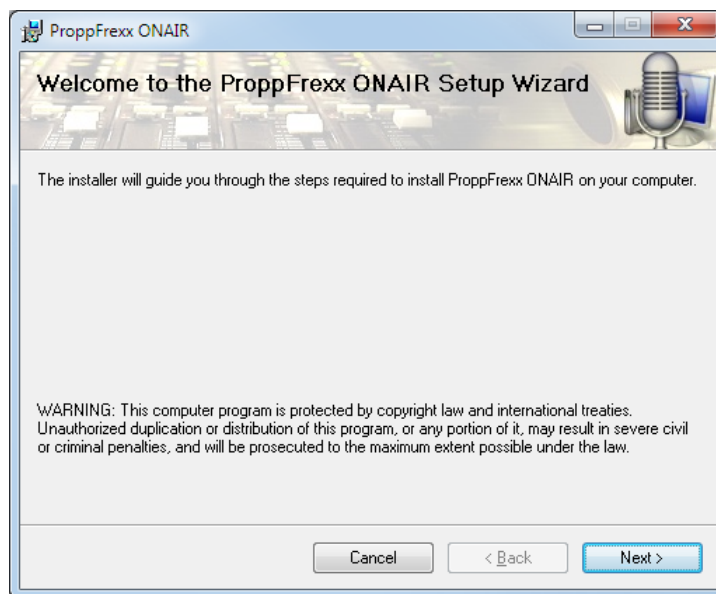 ProppFrexx ONAIR
Welcome to the ProppFrexx ONAIR Setup Wizard
The installer will guide you through the steps required to install ProppFrexx ONAIR on your computer.
WARNING: This computer program is protected by copyright law and international treaties.
Unauthorized duplication or distribution of this program, or any portion of it, may result in severe civil
or criminal penalties, and will be prosecuted to the maximum extent possible under the law.
Cancel
< Back
Next >